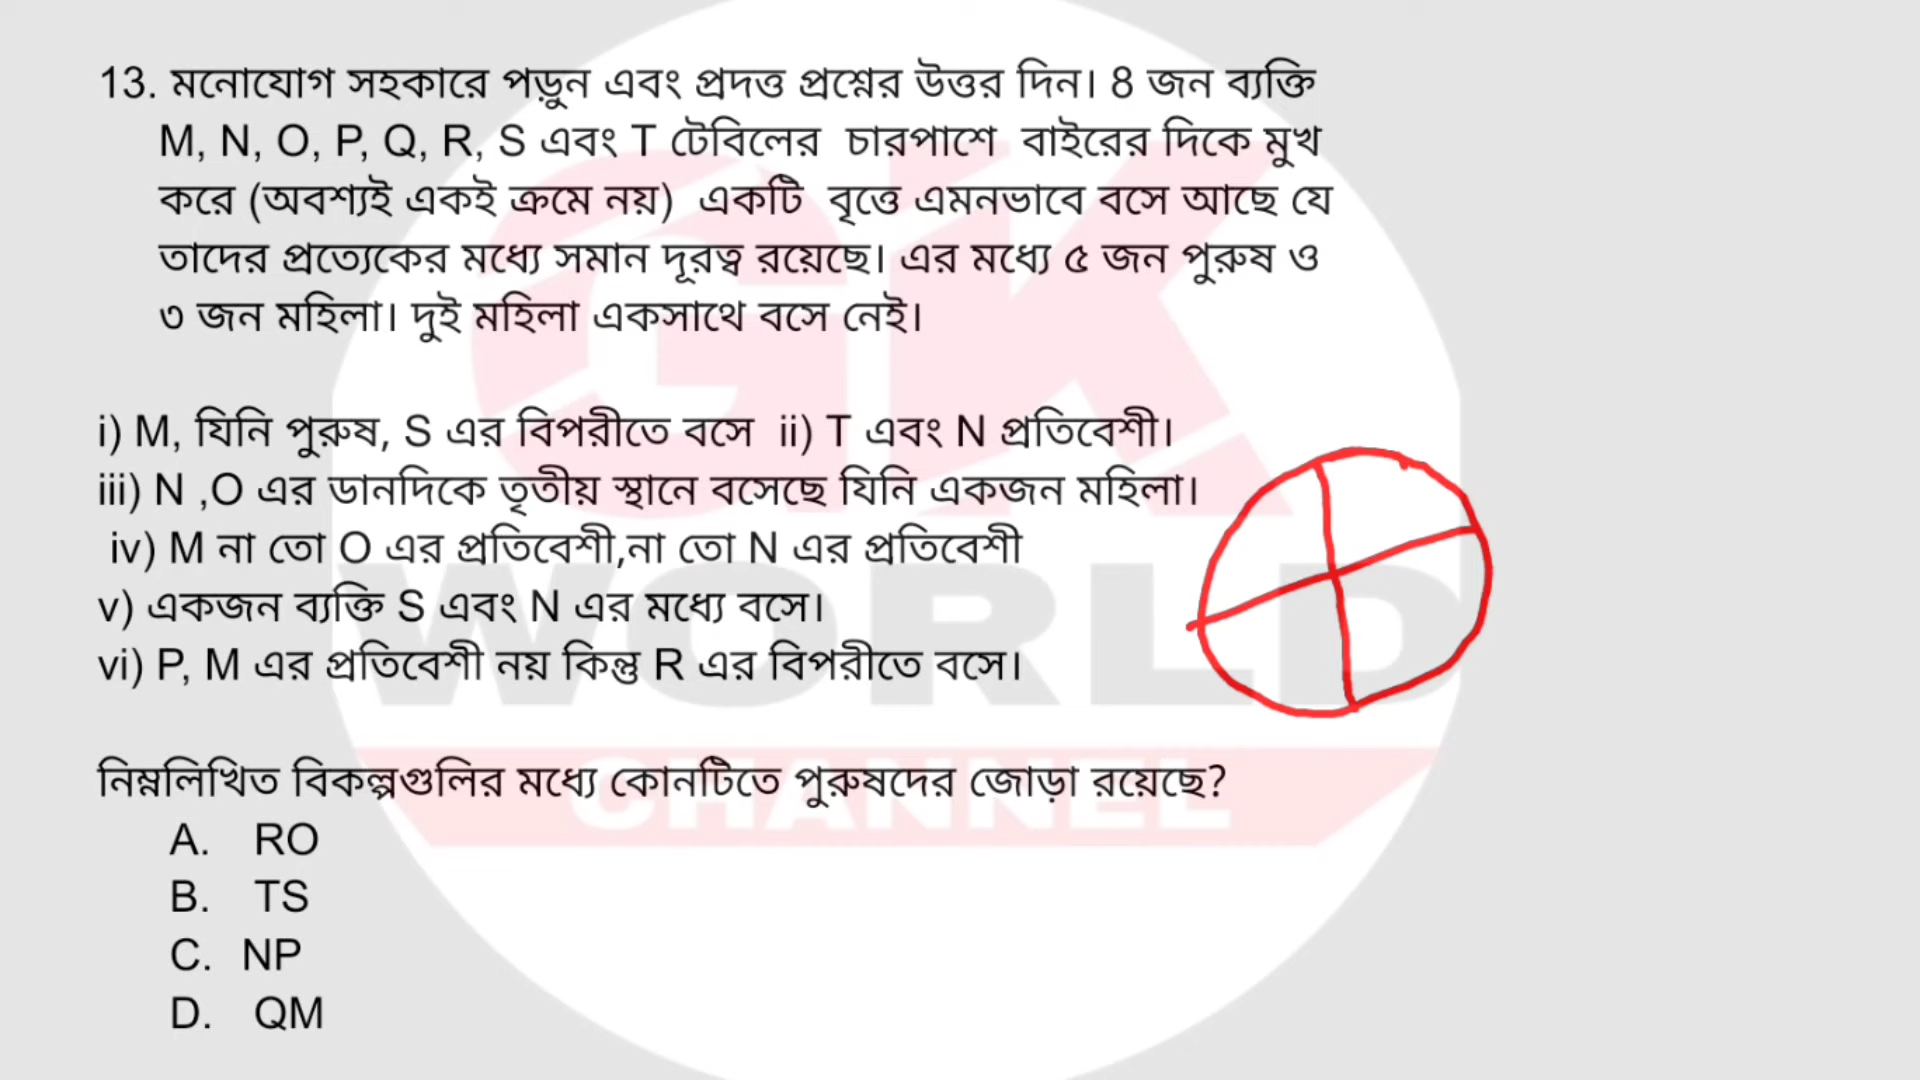 13. মনোযোগ সহকারে পড়ুন এবং প্রদত্ত প্রশ্নের উত্তর দিন। 8 জন ব্যক্তি
M, N, O, P, Q, R, S এবং T টেবিলের চারপাশে বাইরের দিকে মুখ
করে (অবশ্যই একই ক্রমে নয়) একটি বৃত্তে এমনভাবে বসে আছে যে
তাদের প্রত্যেকের মধ্যে সমান দূরত্ব রয়েছে। এর মধ্যে ৫ জন পুরুষ ও
৩ জন মহিলা। দুই মহিলা একসাথে বসে নেই।
i) M, যিনি পুরুষ, S এর বিপরীতে বসে ii) T এবং N প্রতিবেশী।
iii) N ,O এর ডানদিকে তৃতীয় স্থানে বসেছে যিনি একজন মহিলা।
iv) M না তো O এর প্রতিবেশী,না তো N এর প্রতিবেশী
v) একজন ব্যক্তি S এবং N এর মধ্যে বসে।
vi) P, M এর প্রতিবেশী নয় কিন্তু R এর বিপরীতে বসে।
নিম্নলিখিত বিকল্পগুলির মধ্যে কোনটিতে পুরুষদের জোড়া রয়েছে?
A. RO
B. TS
C. NP
D. QM
GK
WORLD
CHANNEL